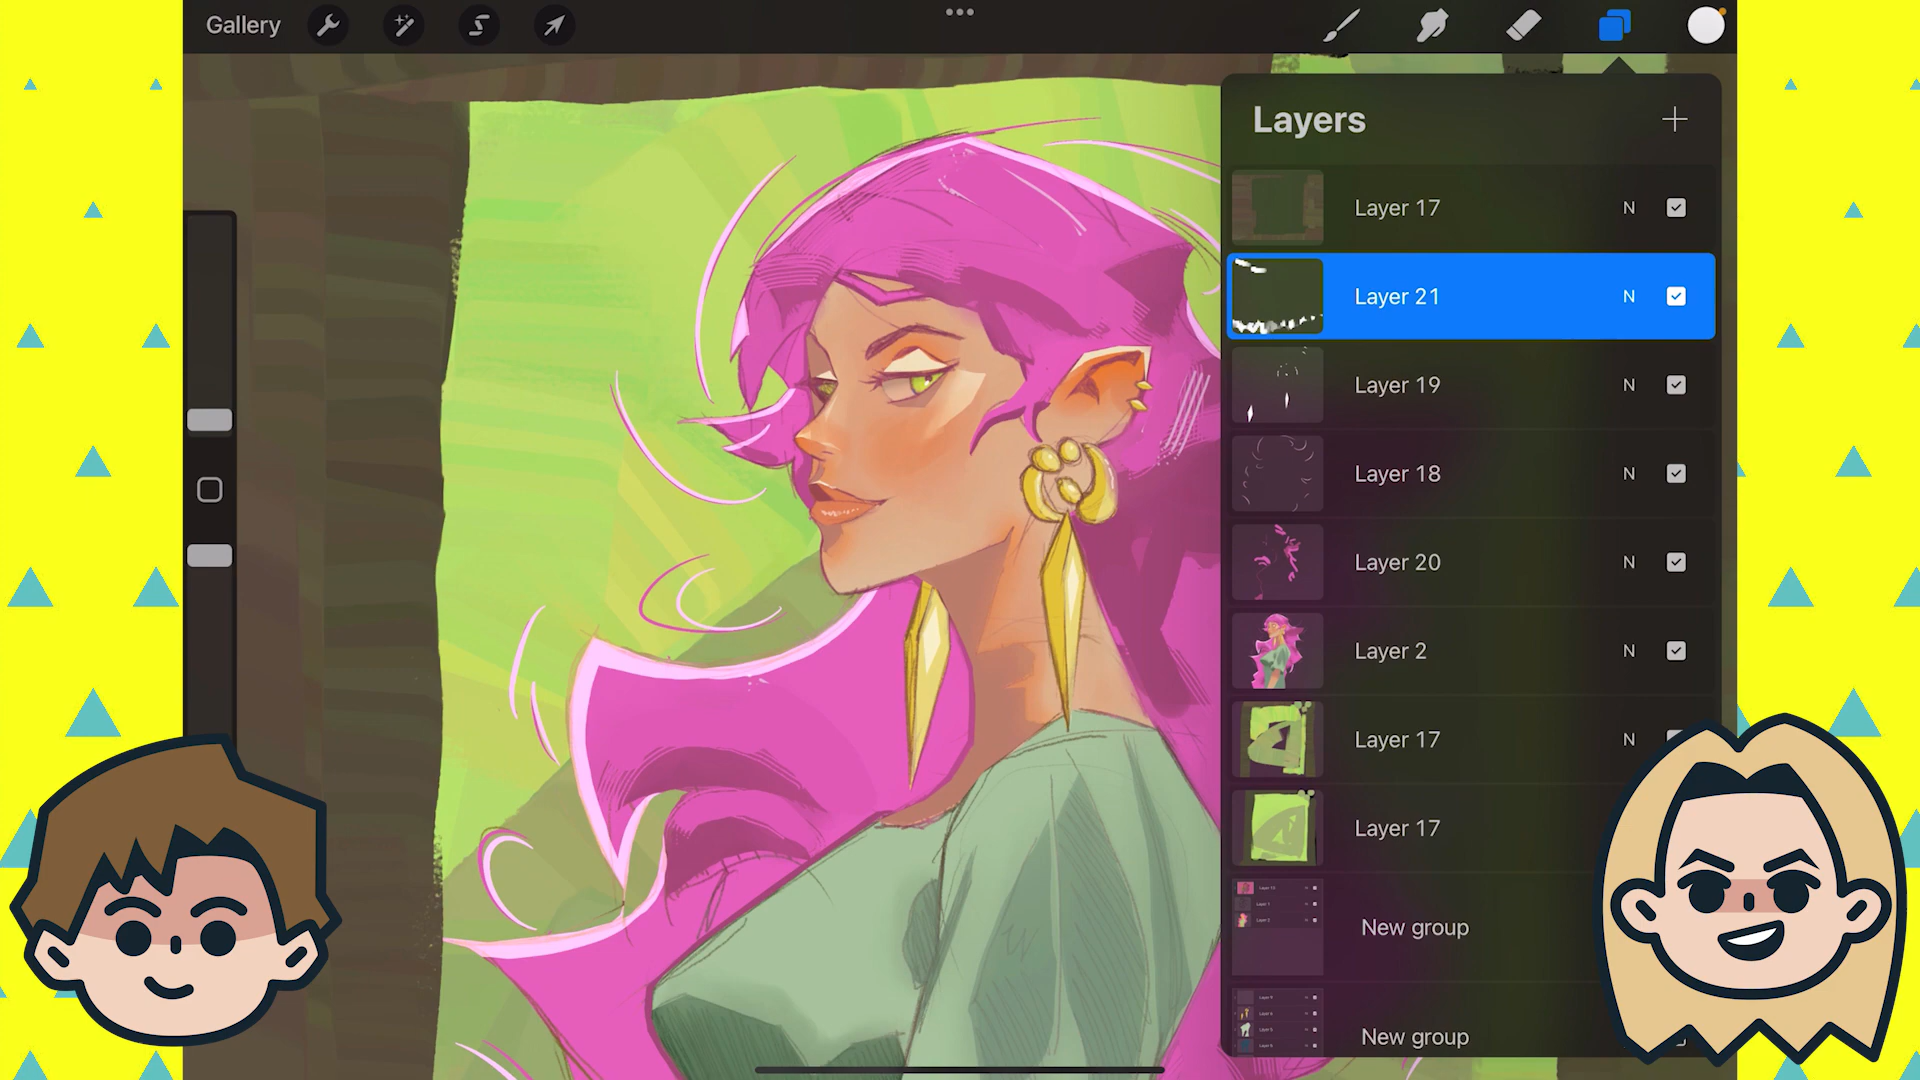 Gallery
Layers
Layer 17 N
Layer 21 N
Layer 19 N
Layer 18 N
Layer 20 N
Layer 2 N
Layer 17 N
Layer 17
New group
New group